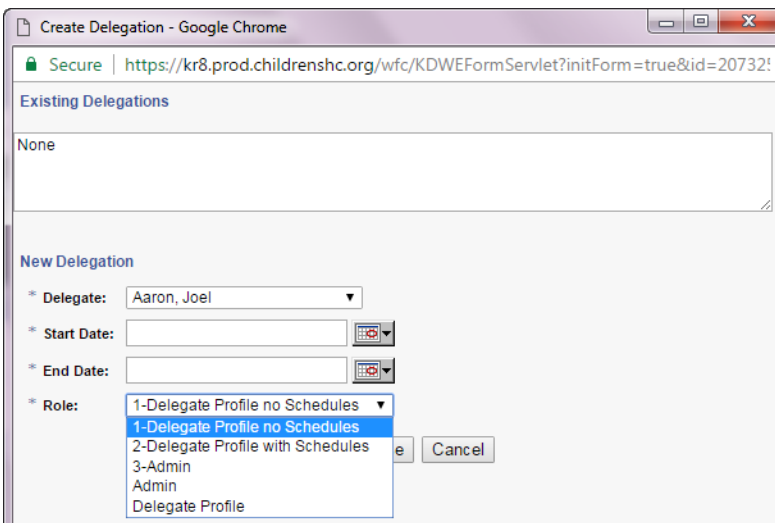 Create Delegation - Google Chrome
Secure | https://kr8.prod.childrenshc.org/wfc/KDWEFormServlet?initForm=true&id=20732
Existing Delegations
None
New Delegation
* Delegate: Aaron, Joel
* Start Date:
* End Date:
* Role: 1-Delegate Profile no Schedules
1-Delegate Profile no Schedules
2-Delegate Profile with Schedules
e Cancel
3-Admin
Admin
Delegate Profile